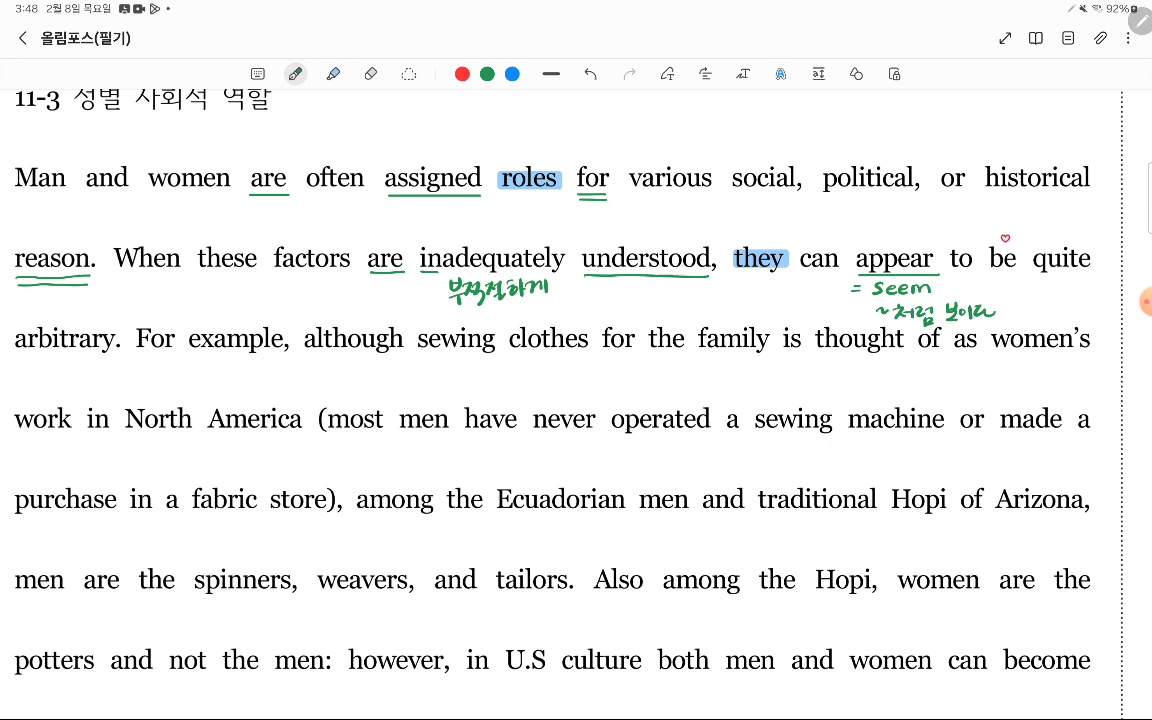 3:48 2월 8일 목요일
92%
올림포스(필기)
11-3 성별 사회적 역할
Man and women are often assigned roles for various social, political, or historical
reason. When these factors are inadequately understood, they can appear to be quite
부적절하게
= seem
~처럼 보이다
arbitrary. For example, although sewing clothes for the family is thought of as women's
work in North America (most men have never operated a sewing machine or made a
purchase in a fabric store), among the Ecuadorian men and traditional Hopi of Arizona,
men are the spinners, weavers, and tailors. Also among the Hopi, women are the
potters and not the men: however, in U.S culture both men and women can become